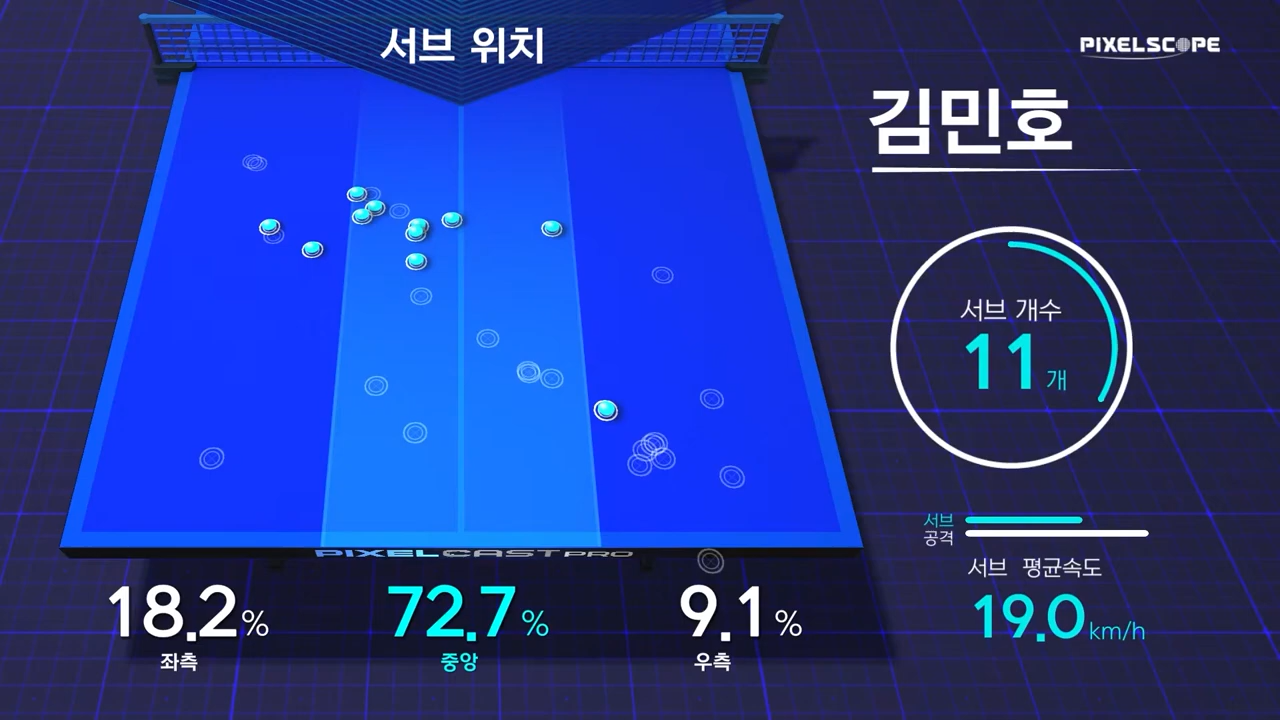 서브 위치
PIXELSCOPE
김민호
서브 개수
11개
서브
공격
서브 평균속도
19.0km/h
PIXELCASTPRO
18.2%
좌측
72.7%
중앙
9.1%
우측